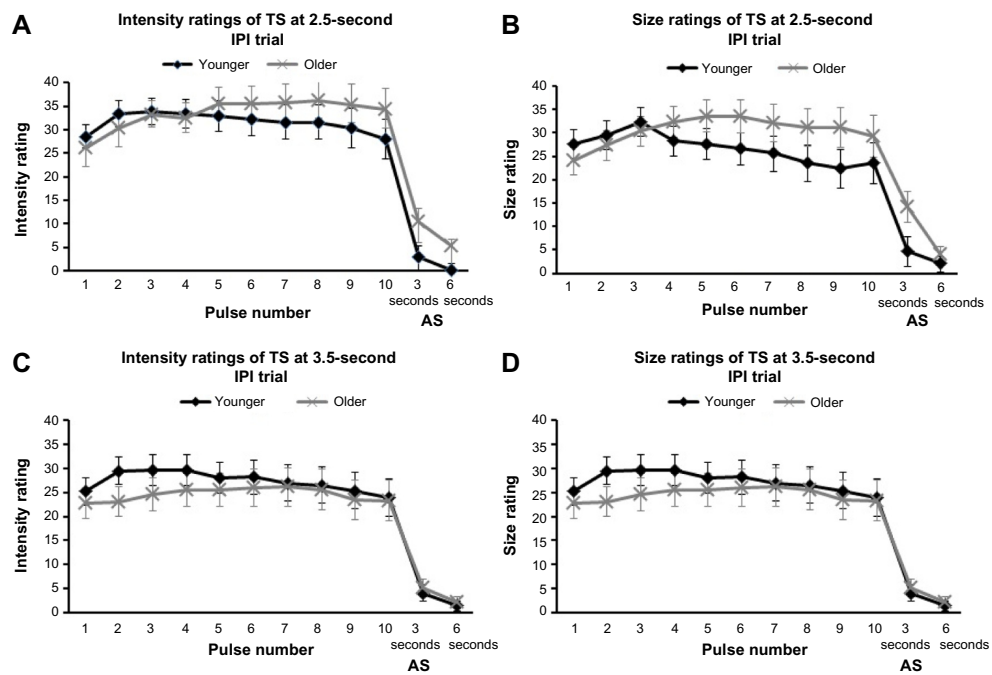 A
Intensity ratings of TS at 2.5-second
IPI trial
Younger Older
40
35
30
25
20
15
10
5
0
Intensity rating
1 2 3 4 5 6 7 8 9 10 3 6
seconds seconds
Pulse number
AS
B
Size ratings of TS at 2.5-second
IPI trial
Younger Older
40
35
30
25
20
15
10
5
0
Size rating
1 2 3 4 5 6 7 8 9 10 3 6
seconds seconds
Pulse number
AS
C
Intensity ratings of TS at 3.5-second
IPI trial
Younger Older
40
35
30
25
20
15
10
5
0
Intensity rating
1 2 3 4 5 6 7 8 9 10 3 6
seconds seconds
Pulse number
AS
D
Size ratings of TS at 3.5-second
IPI trial
Younger Older
40
35
30
25
20
15
10
5
0
Size rating
1 2 3 4 5 6 7 8 9 10 3 6
seconds seconds
Pulse number
AS